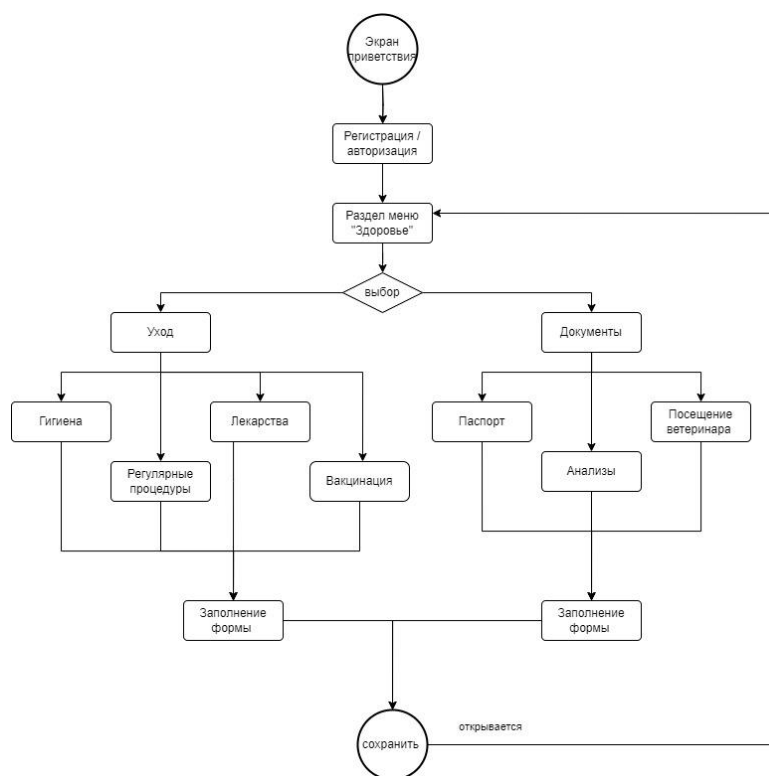 Экран
приветствия
Регистрация /
авторизация
Раздел меню
"Здоровье"
выбор
Уход
Документы
Гигиена
Лекарства
Паспорт
Посещение
ветеринара
Регулярные
процедуры
Вакцинация
Анализы
Заполнение
формы
Заполнение
формы
сохранить
открывается